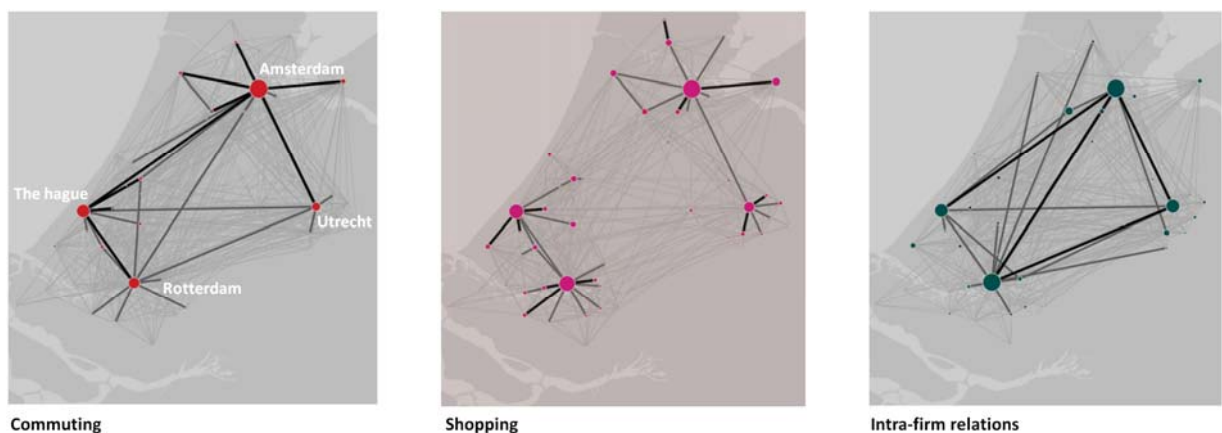 Amsterdam
The hague
Utrecht
Rotterdam
Commuting
Shopping
Intra-firm relations